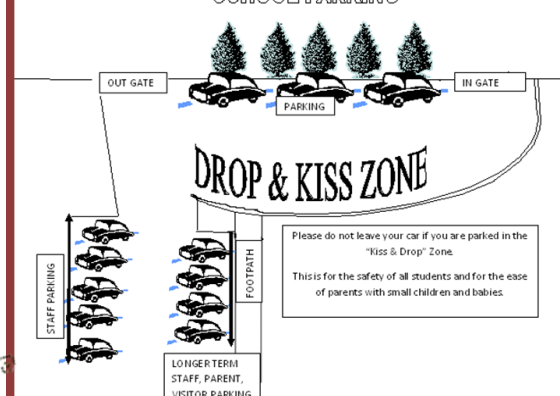 SCHOOL PARKING
OUT GATE
IN GATE
PARKING
DROP & KISS ZONE
Please do not leave your car if you are parked in the
“Kiss & Drop” Zone.
This is for the safety of all students and for the ease
of parents with small children and babies.
STAFF PARKING
FOOTPATH
LONGER TERM
STAFF, PARENT,
VISITOR PARKING